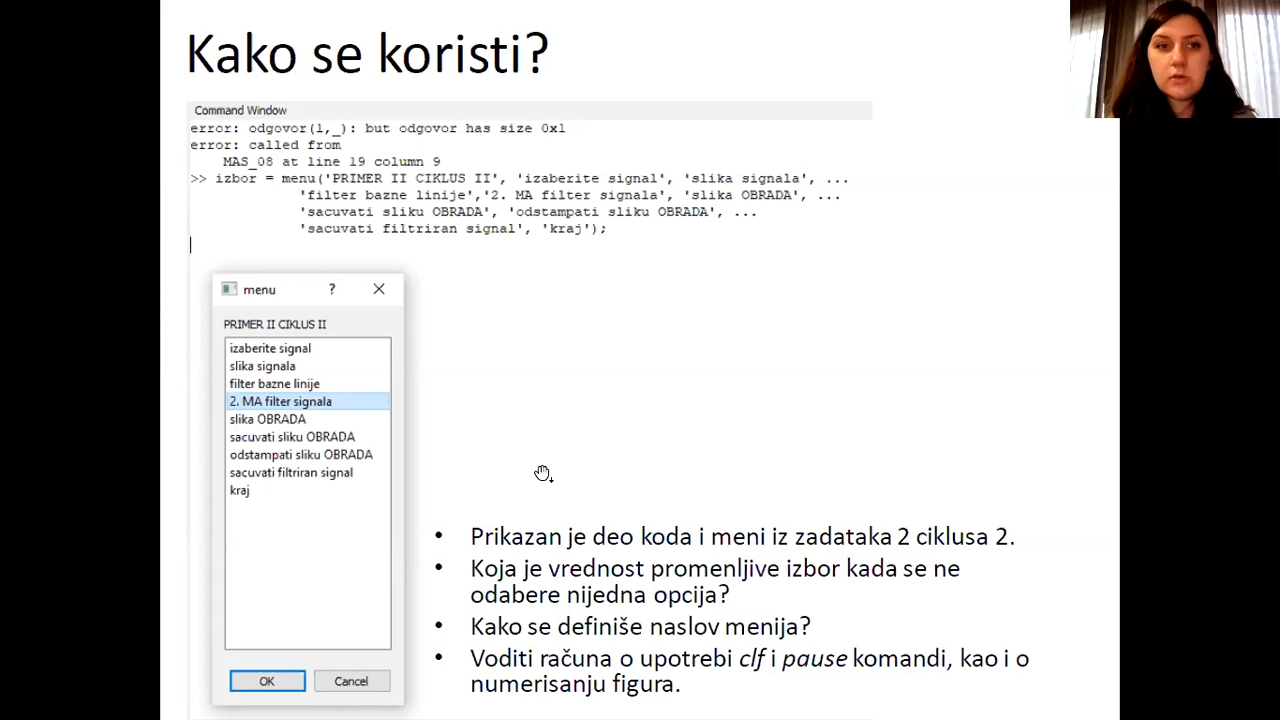 Kako se koristi?
Command Window
error: odgovor(1,_): but odgovor has size 0x1
error: called from
MAS_08 at line 19 column 9
>> izbor = menu('PRIMER II CIKLUS II', 'izaberite signal', 'slika signala', ...
'filter bazne linije','2. MA filter signala', 'slika OBRADA', ...
'sacuvati sliku OBRADA', 'odstampati sliku OBRADA', ...
'sacuvati filtriran signal', 'kraj');
menu ?
PRIMER II CIKLUS II
izaberite signal
slika signala
filter bazne linije
2. MA filter signala
slika OBRADA
sacuvati sliku OBRADA
odstampati sliku OBRADA
sacuvati filtriran signal
kraj
OK Cancel
• Prikazan je deo koda i meni iz zadataka 2 ciklusa 2.
• Koja je vrednost promenljive izbor kada se ne
odabere nijedna opcija?
• Kako se definiše naslov menija?
• Voditi računa o upotrebi clf i pause komandi, kao i o
numerisanju figura.